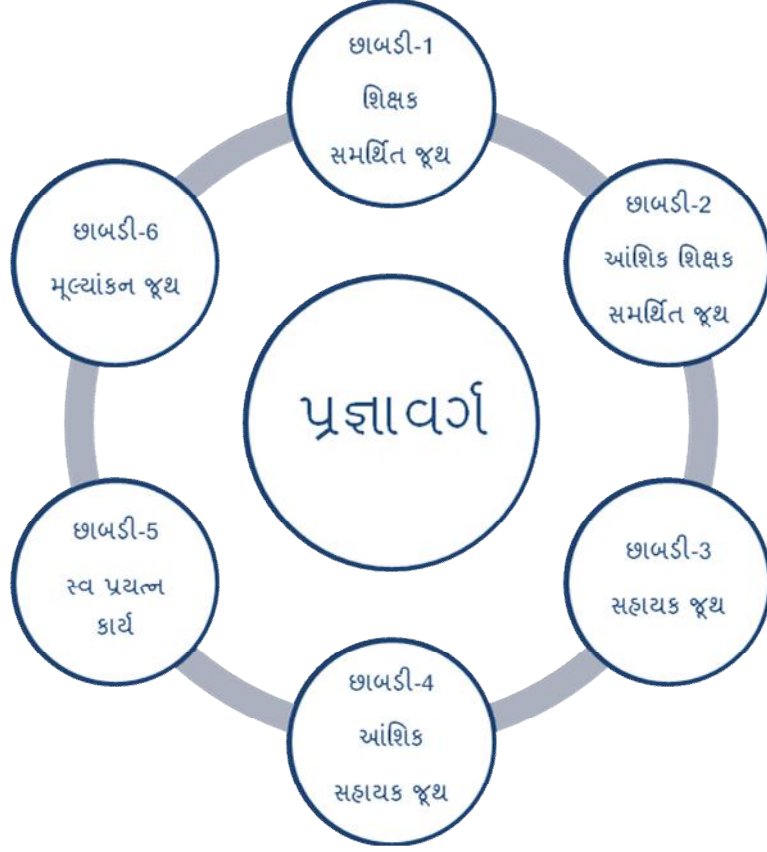 છાબડી-1
શિક્ષક
સમર્થિત જૂથ
છાબડી-2
આંશિક શિક્ષક
સમર્થિત જૂથ
છાબડી-6
મૂલ્યાંકન જૂથ
પ્રજ્ઞાવર્ગ
છાબડી-5
સ્વ પ્રયત્ન
કાર્ય
છાબડી-3
સહાયક જૂથ
છાબડી-4
આંશિક
સહાયક જૂથ